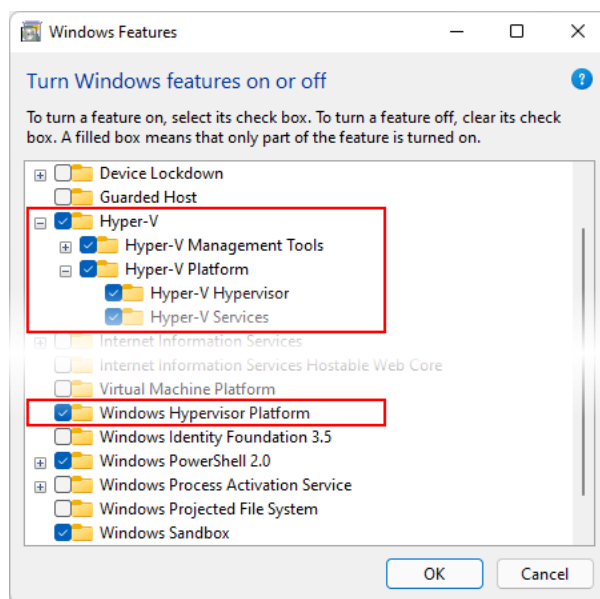 Windows Features
Turn Windows features on or off
?
To turn a feature on, select its check box. To turn a feature off, clear its check
box. A filled box means that only part of the feature is turned on.
Device Lockdown
Guarded Host
Hyper-V
Hyper-V Management Tools
Hyper-V Platform
Hyper-V Hypervisor
Hyper-V Services
Internet Information Services
Internet Information Services Hostable Web Core
Virtual Machine Platform
Windows Hypervisor Platform
Windows Identity Foundation 3.5
Windows PowerShell 2.0
Windows Process Activation Service
Windows Projected File System
Windows Sandbox
OK
Cancel